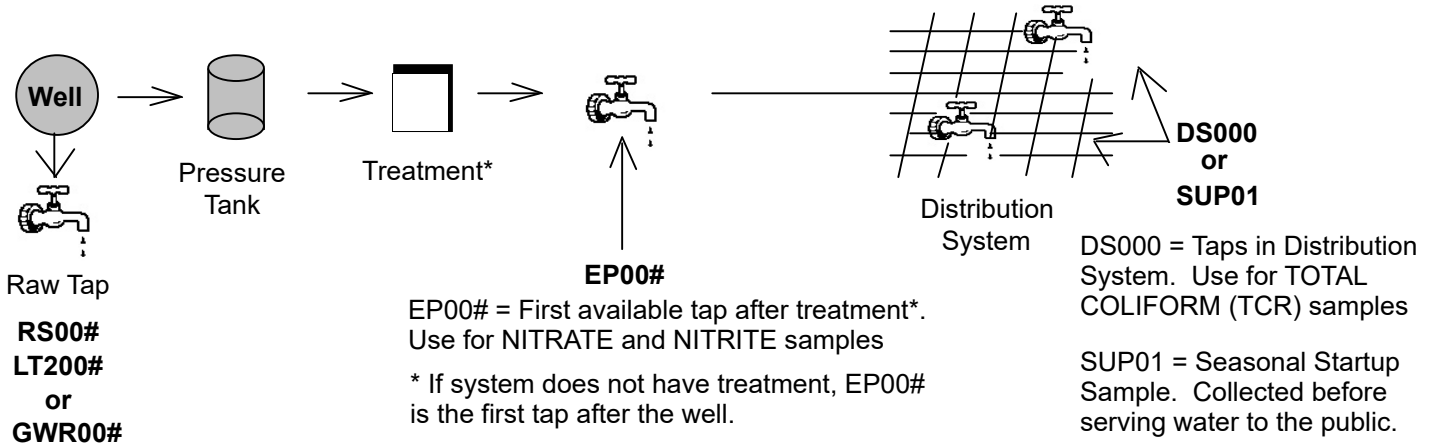 Well
Pressure
Tank
Treatment*
Raw Tap
RS00#
LT200#
or
GWR00#
EP00#
EP00# = First available tap after treatment*.
Use for NITRATE and NITRITE samples
* If system does not have treatment, EP00#
is the first tap after the well.
Distribution
System
DS000
or
SUP01
DS000 = Taps in Distribution
System. Use for TOTAL
COLIFORM (TCR) samples
SUP01 = Seasonal Startup
Sample. Collected before
serving water to the public.